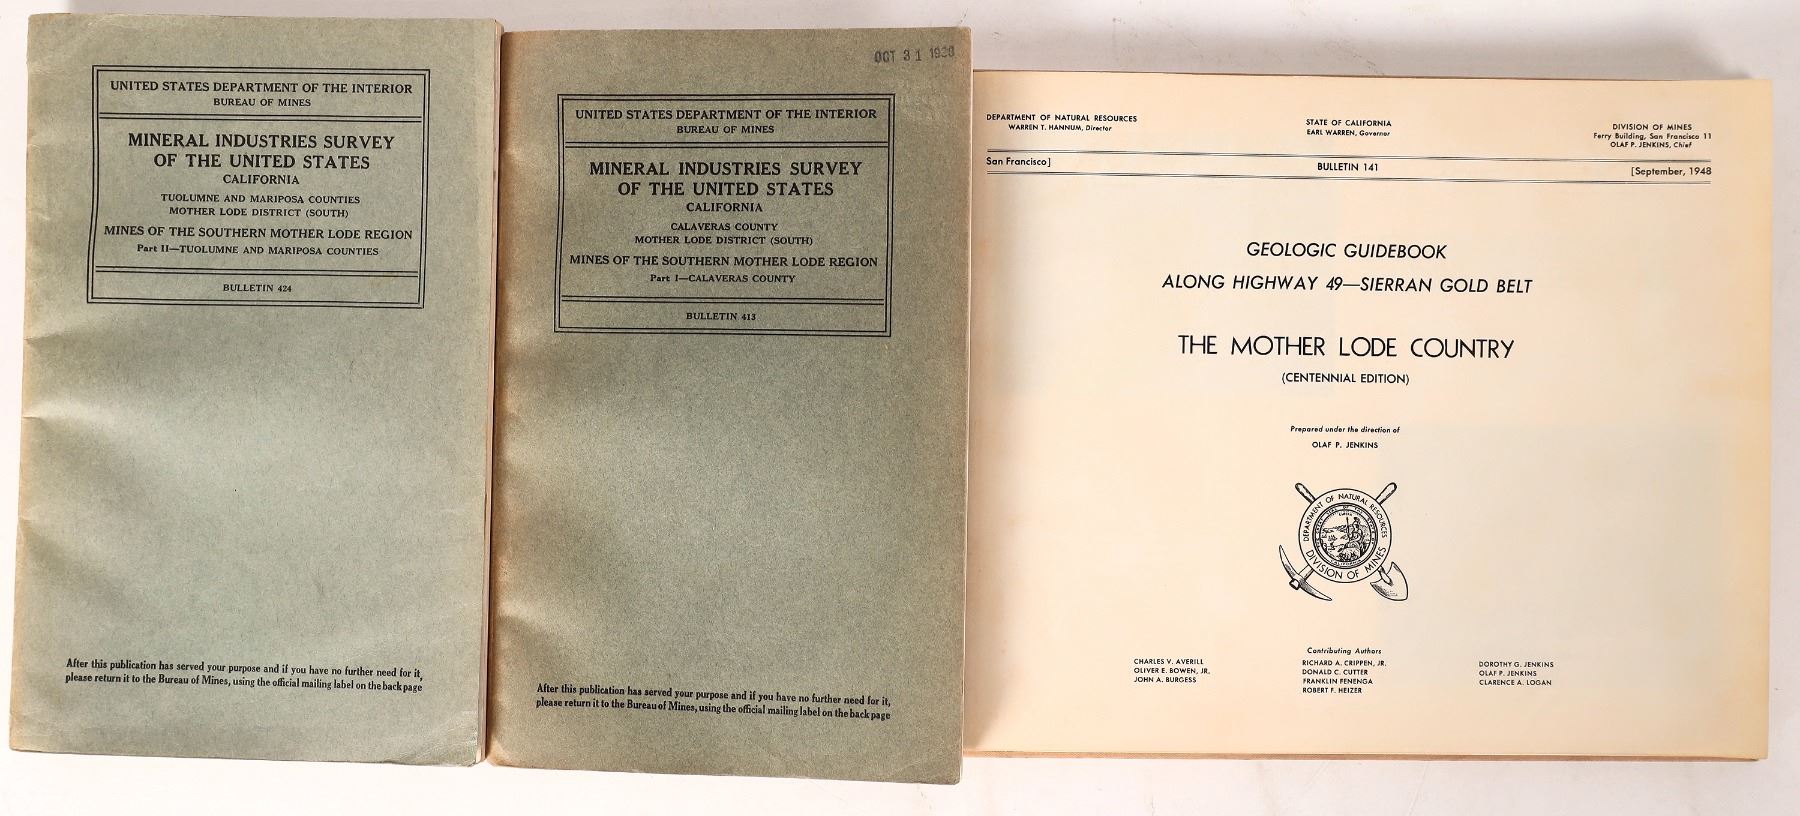 UNITED STATES DEPARTMENT OF THE INTERIOR
BUREAU OF MINES
MINERAL INDUSTRIES SURVEY
OF THE UNITED STATES
CALIFORNIA
TUOLUMNE AND MARIPOSA COUNTIES
MOTHER LODE DISTRICT (SOUTH)
MINES OF THE SOUTHERN MOTHER LODE REGION
Part II—TUOLUMNE AND MARIPOSA COUNTIES
BULLETIN 424
After this publication has served your purpose and if you have no further need for it,
please return it to the Bureau of Mines, using the official mailing label on the back page
OCT 31
UNITED STATES DEPARTMENT OF THE INTERIOR
BUREAU OF MINES
MINERAL INDUSTRIES SURVEY
OF THE UNITED STATES
CALIFORNIA
CALAVERAS COUNTY
MOTHER LODE DISTRICT (SOUTH)
MINES OF THE SOUTHERN MOTHER LODE REGION
Part I—CALAVERAS COUNTY
BULLETIN 413
After this publication has served your purpose and if you have no further need for it,
please return it to the Bureau of Mines, using the official mailing label on the back page
DEPARTMENT OF NATURAL RESOURCES
WARREN T. HANNUM, Director
STATE OF CALIFORNIA
EARL WARREN, Governor
DIVISION OF MINES
Ferry Building, San Francisco 11
OLAF P. JENKINS, Chief
San Francisco]
BULLETIN 141
[September, 1948
GEOLOGIC GUIDEBOOK
ALONG HIGHWAY 49—SIERRAN GOLD BELT
THE MOTHER LODE COUNTRY
(CENTENNIAL EDITION)
Prepared under the direction of
OLAF P. JENKINS
DEPARTMENT OF NATURAL RESOURCES
DIVISION OF MINES
Contributing Authors
CHARLES V. AVERILL
OLIVER E. BOWEN, JR.
JOHN A. BURGESS
RICHARD A. CRIPPEN, JR.
DONALD C. CUTTER
FRANKLIN FENENGA
ROBERT F. HEIZER
DOROTHY G. JENKINS
OLAF P. JENKINS
CLARENCE A. LOGAN